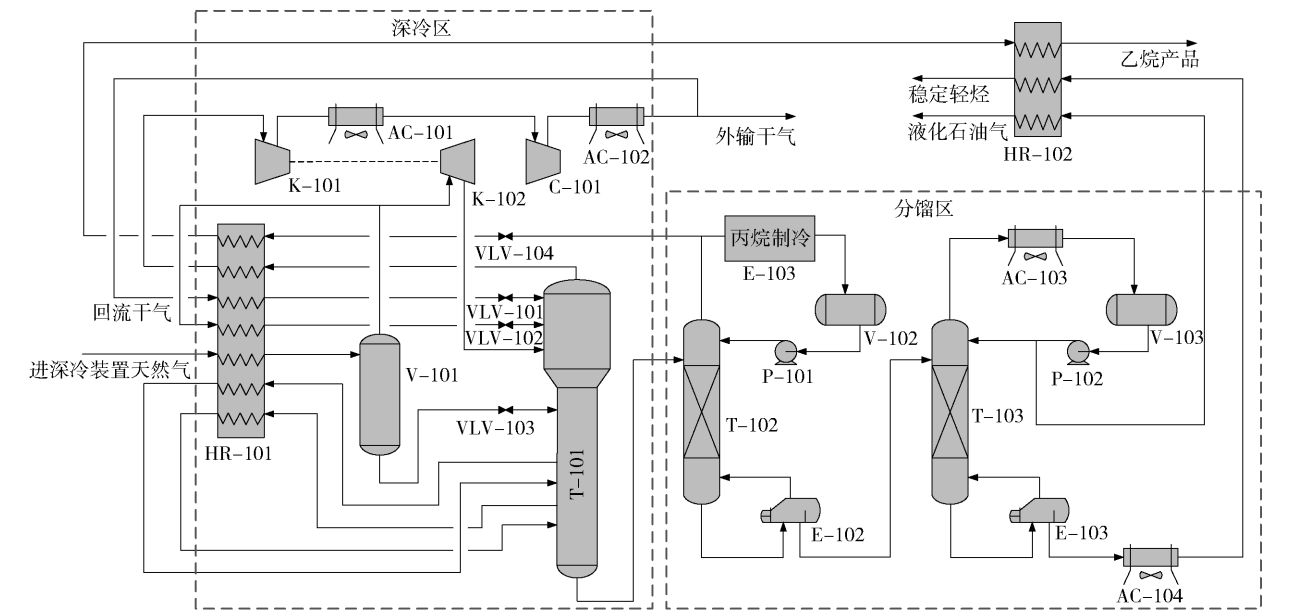 深冷区
乙烷产品
稳定轻烃
液化石油气
HR-102
AC-101
AC-102
外输干气
K-101
K-102
C-101
分馏区
丙烷制冷
E-103
AC-103
VLV-104
VLV-101
VLV-102
回流干气
进深冷装置天然气
V-101
V-102
V-103
P-101
P-102
VLV-103
HR-101
T-101
T-102
T-103
E-102
E-103
AC-104